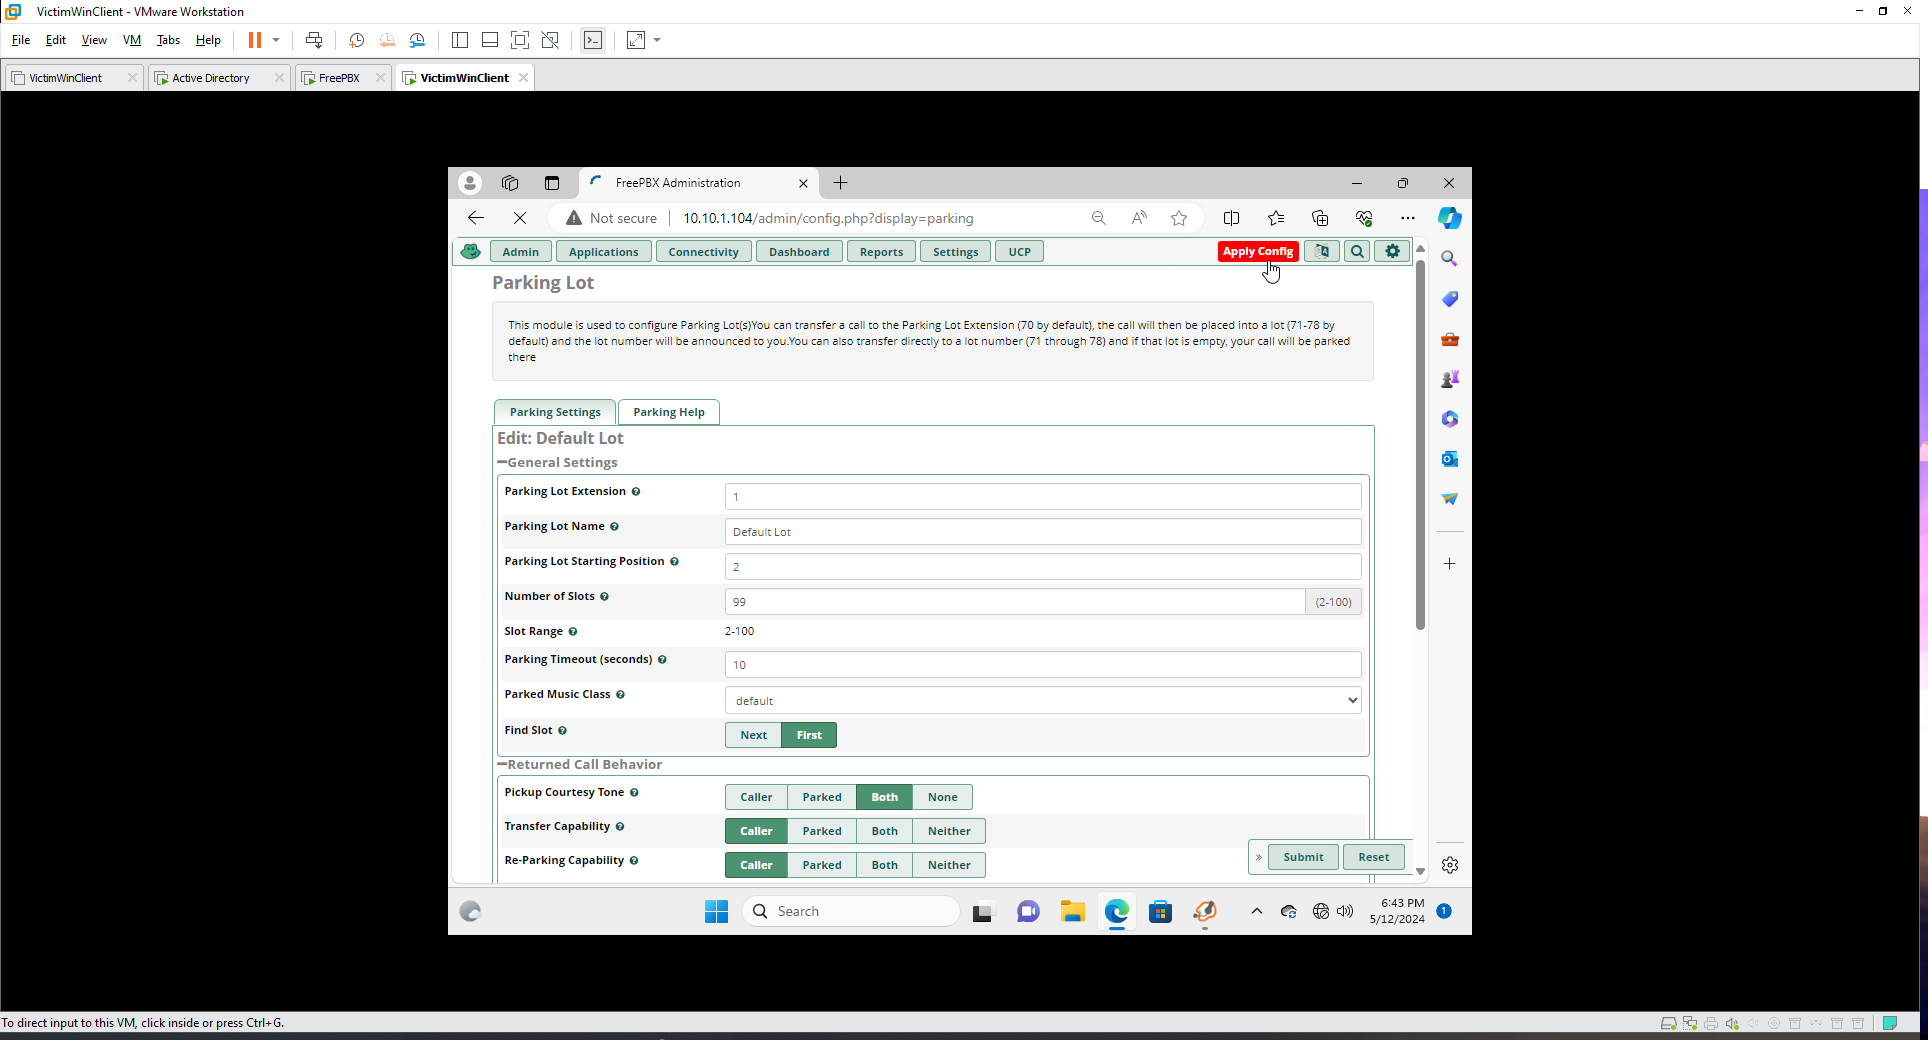 VictimWinClient - VMware Workstation
File Edit View VM Tabs Help
VictimWinClient Active Directory FreePBX VictimWinClient
FreePBX Administration
Not secure 10.10.1.104/admin/config.php?display=parking
Admin Applications Connectivity Dashboard Reports Settings UCP Apply Config
Parking Lot
This module is used to configure Parking Lot(s)You can transfer a call to the Parking Lot Extension (70 by default), the call will then be placed into a lot (71-78 by
default) and the lot number will be announced to you.You can also transfer directly to a lot number (71 through 78) and if that lot is empty, your call will be parked
there
Parking Settings Parking Help
Edit: Default Lot
General Settings
Parking Lot Extension 1
Parking Lot Name Default Lot
Parking Lot Starting Position 2
Number of Slots 99 (2-100)
Slot Range 2-100
Parking Timeout (seconds) 10
Parked Music Class default
Find Slot Next First
Returned Call Behavior
Pickup Courtesy Tone Caller Parked Both None
Transfer Capability Caller Parked Both Neither
Re-Parking Capability Caller Parked Both Neither
» Submit Reset
Search
6:43 PM
5/12/2024 1
To direct input to this VM, click inside or press Ctrl+G.